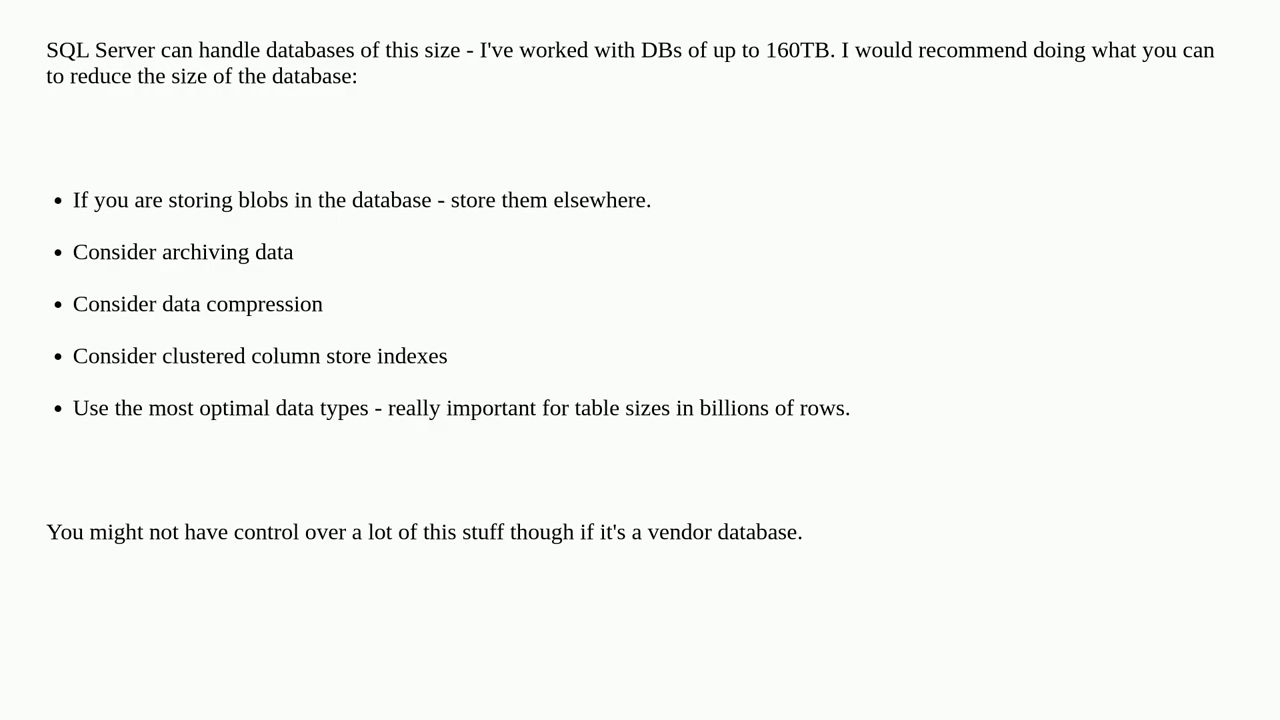 SQL Server can handle databases of this size - I've worked with DBs of up to 160TB. I would recommend doing what you can
to reduce the size of the database:
• If you are storing blobs in the database - store them elsewhere.
• Consider archiving data
• Consider data compression
• Consider clustered column store indexes
• Use the most optimal data types - really important for table sizes in billions of rows.
You might not have control over a lot of this stuff though if it's a vendor database.